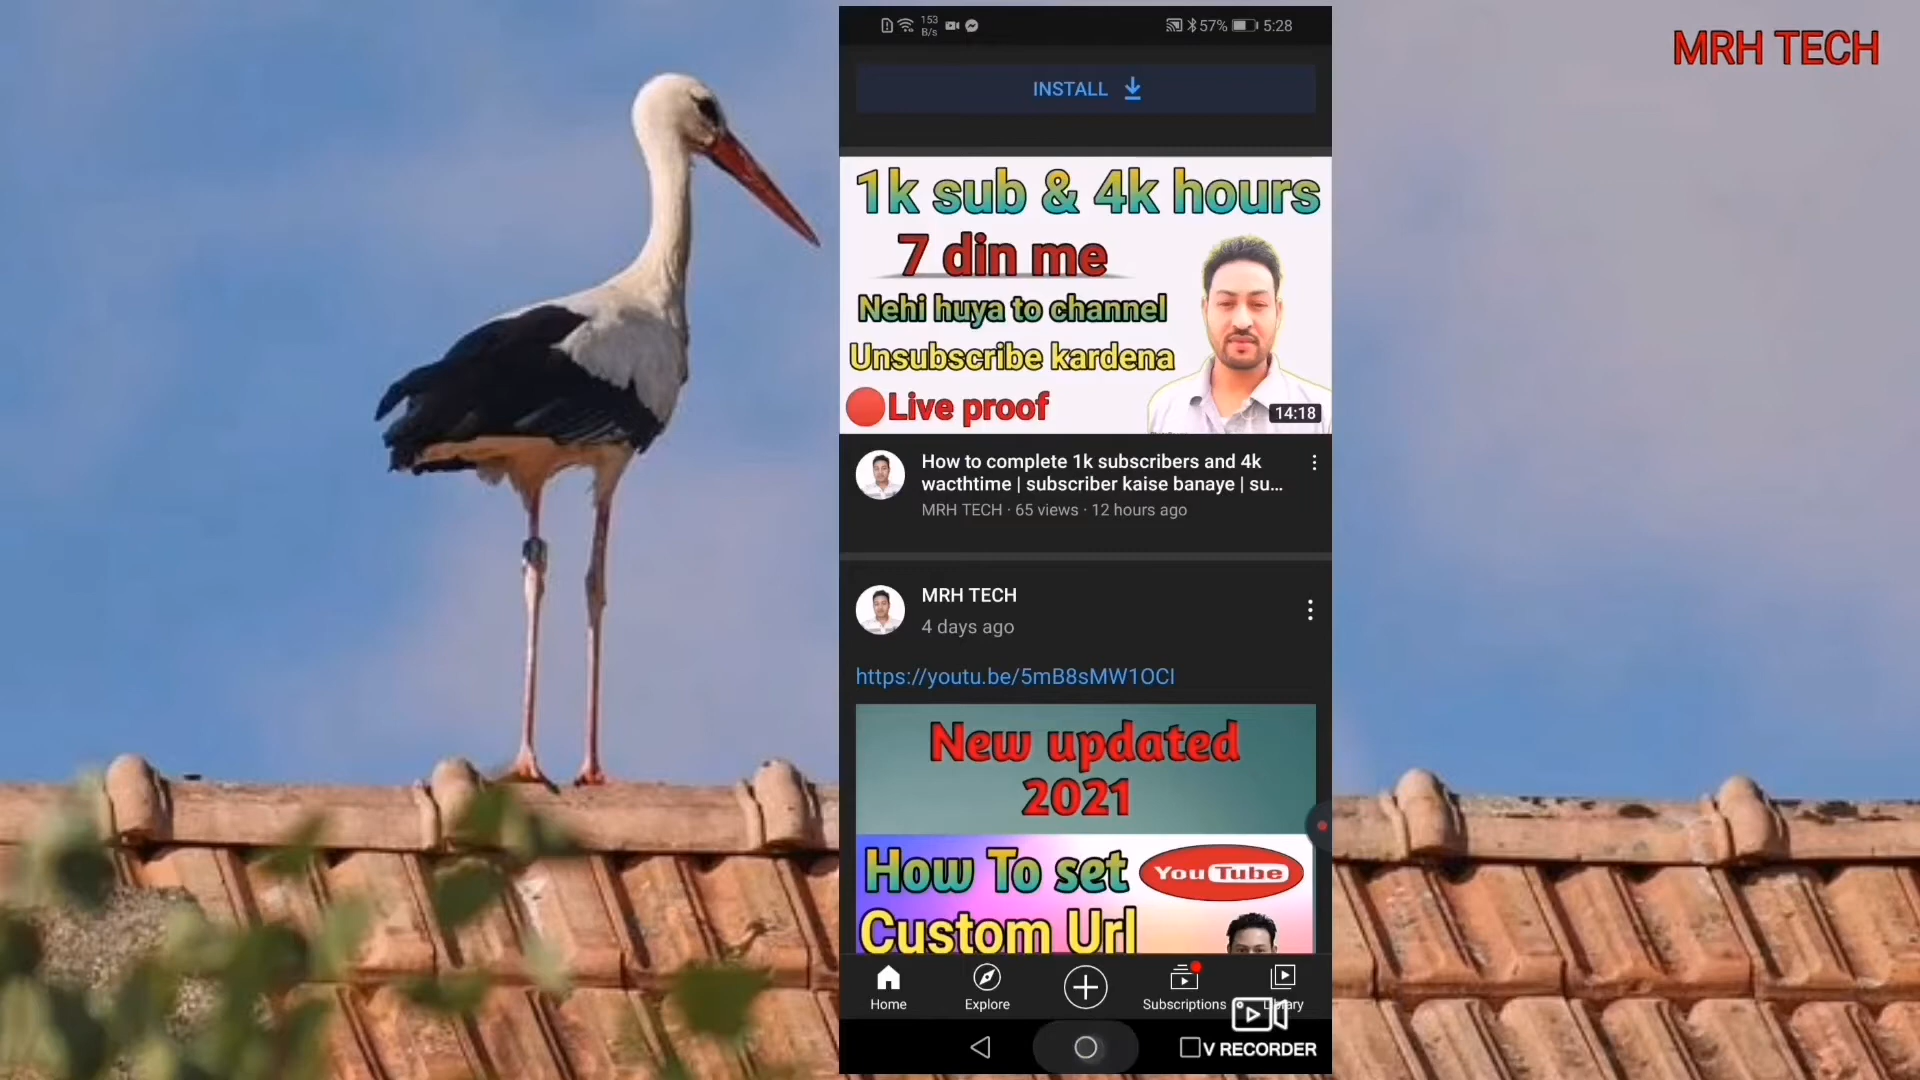 MRH TECH
153
B/s
57%
5:28
INSTALL
1k sub & 4k hours
7 din me
Nehi huya to channel
Unsubscribe kardena
Live proof
14:18
How to complete 1k subscribers and 4k
wacthtime | subscriber kaise banaye | su...
MRH TECH · 65 views · 12 hours ago
MRH TECH
4 days ago
https://youtu.be/5mB8sMW1OCI
New updated
2021
How To set
YouTube
Custom Url
Home
Explore
Subscriptions
V RECORDER